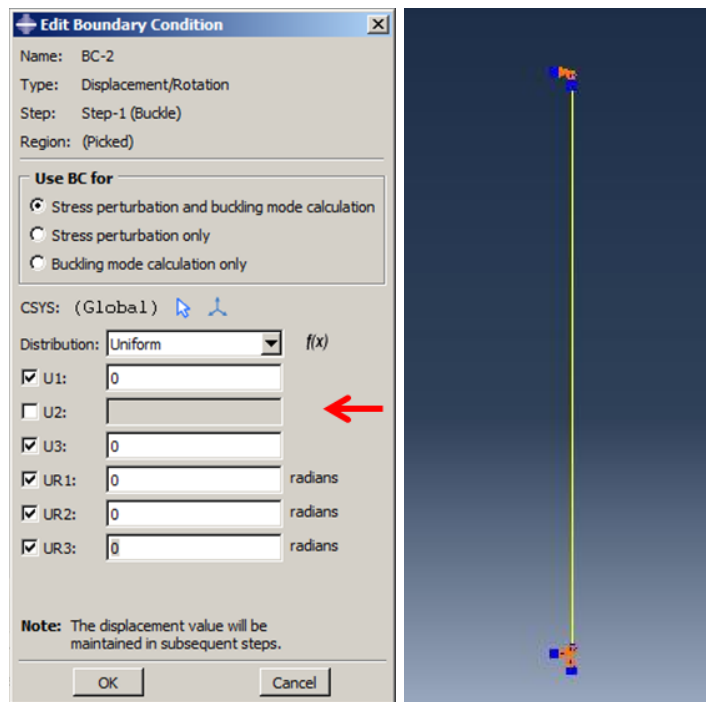 Edit Boundary Condition
Name: BC-2
Type: Displacement/Rotation
Step: Step-1 (Buckle)
Region: (Picked)
Use BC for
Stress perturbation and buckling mode calculation
Stress perturbation only
Buckling mode calculation only
CSYS: (Global)
Distribution: Uniform f(x)
U1: 0
U2:
U3: 0
UR1: 0 radians
UR2: 0 radians
UR3: 0 radians
Note: The displacement value will be
maintained in subsequent steps.
OK Cancel